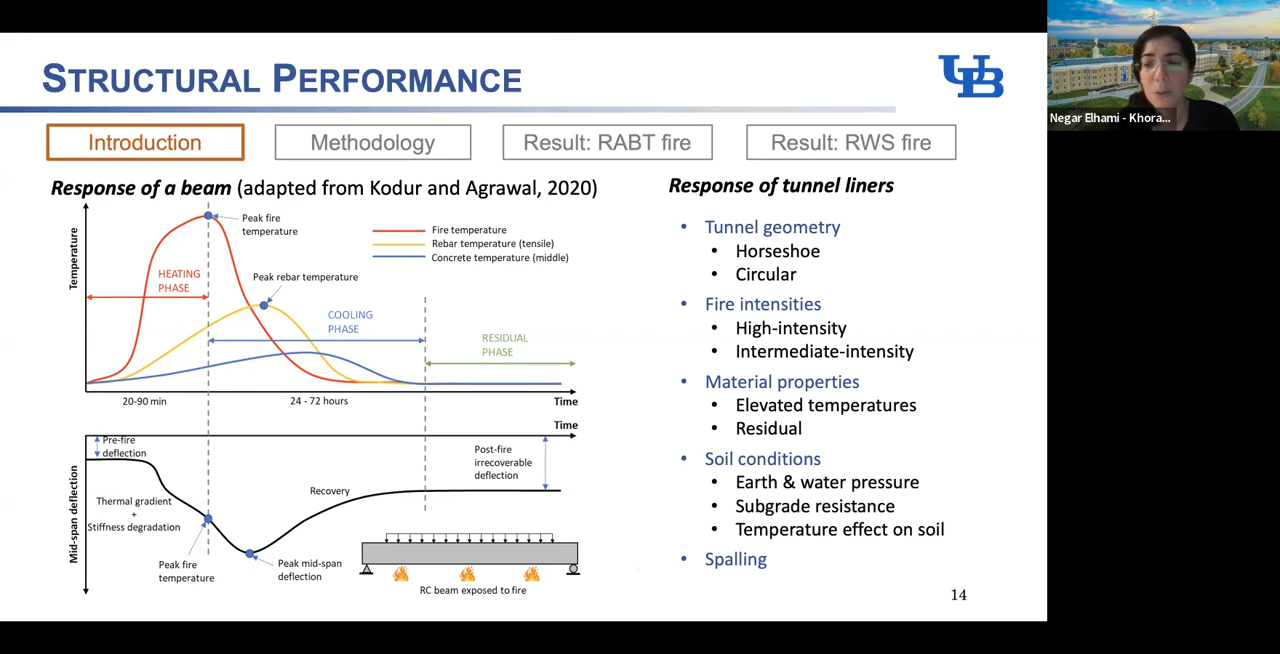 STRUCTURAL PERFORMANCE
UB
Introduction
Methodology
Result: RABT fire
Result: RWS fire
Response of a beam (adapted from Kodur and Agrawal, 2020)
Temperature
Peak fire
temperature
Fire temperature
Rebar temperature (tensile)
Concrete temperature (middle)
HEATING
PHASE
Peak rebar temperature
COOLING
PHASE
RESIDUAL
PHASE
20-90 min
24 - 72 hours
Time
Time
Mid-span deflection
Pre-fire
deflection
Thermal gradient
+
Stiffness degradation
Peak fire
temperature
Recovery
Peak mid-span
deflection
Post-fire
irrecoverable
deflection
RC beam exposed to fire
Response of tunnel liners
• Tunnel geometry
• Horseshoe
• Circular
• Fire intensities
• High-intensity
• Intermediate-intensity
• Material properties
• Elevated temperatures
• Residual
• Soil conditions
• Earth & water pressure
• Subgrade resistance
• Temperature effect on soil
• Spalling
14
Negar Elhami - Khora...